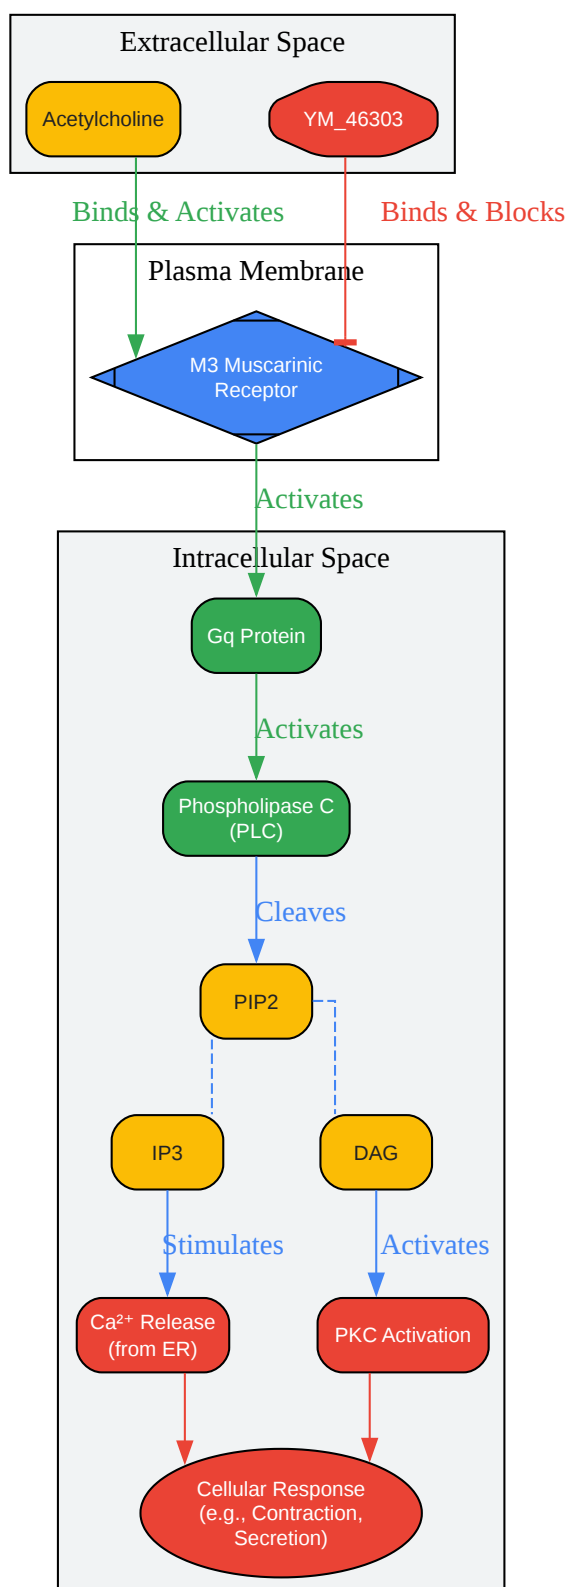 Extracellular Space
Acetylcholine
YM_46303
Binds & Activates
Binds & Blocks
Plasma Membrane
M3 Muscarinic
Receptor
Activates
Intracellular Space
Gq Protein
Activates
Phospholipase C
(PLC)
Cleaves
PIP2
IP3
DAG
Stimulates
Activates
Ca²⁺ Release
(from ER)
PKC Activation
Cellular Response
(e.g., Contraction,
Secretion)